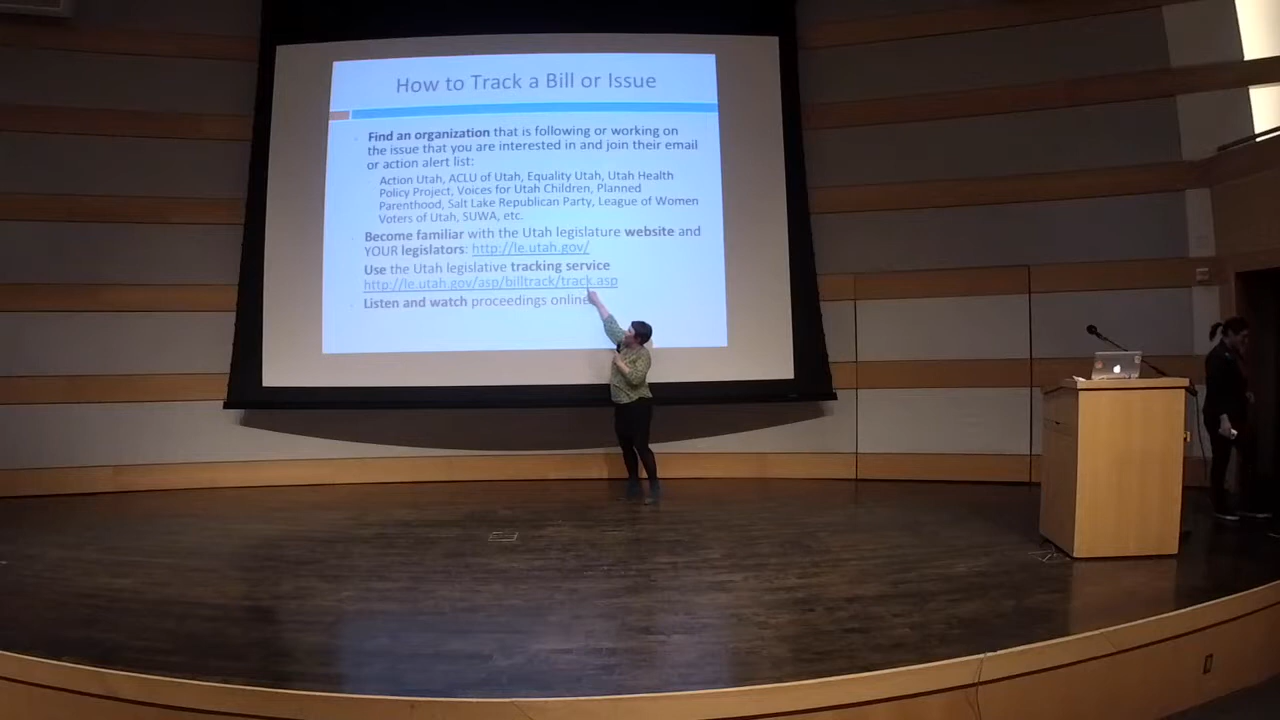 How to Track a Bill or Issue
Find an organization that is following or working on
the issue that you are interested in and join their email
or action alert list:
Action Utah, ACLU of Utah, Equality Utah, Utah Health
Policy Project, Voices for Utah Children, Planned
Parenthood, Salt Lake Republican Party, League of Women
Voters of Utah, SUWA, etc.
Become familiar with the Utah legislature website and
YOUR legislators: http://le.utah.gov/
Use the Utah legislative tracking service
http://le.utah.gov/asp/billtrack/track.asp
Listen and watch proceedings online